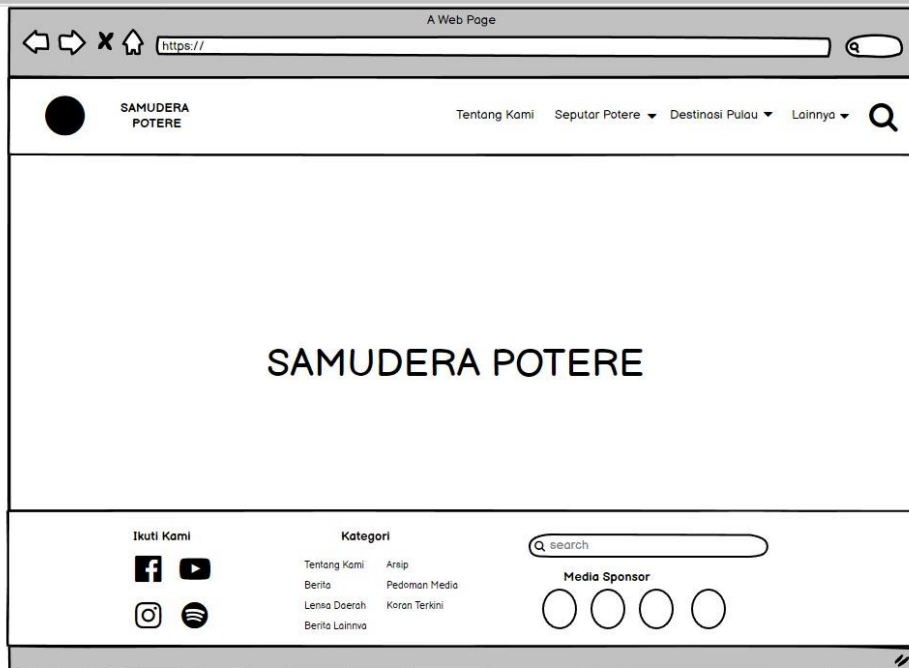 A Web Page
https://
SAMUDERA
POTERE
Tentang Kami Seputar Potere Destinasi Pulau Lainnya
SAMUDERA POTERE
Ikuti Kami
Kategori
Tentang Kami Arsip
Berita Pedoman Media
Lensa Daerah Koran Terkini
Berita Lainnya
search
Media Sponsor